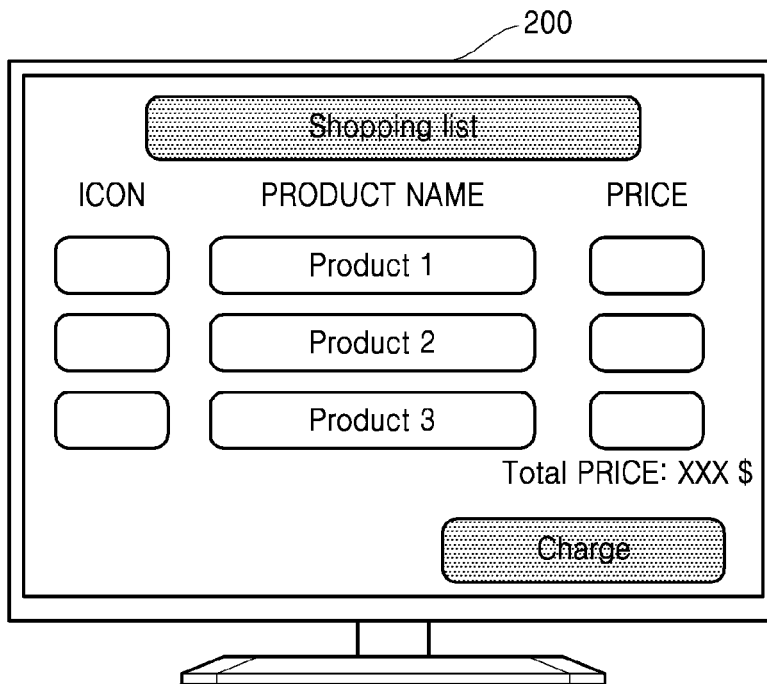 200
Shopping list
ICON PRODUCT NAME PRICE
Product 1
Product 2
Product 3
Total PRICE: XXX $
Charge